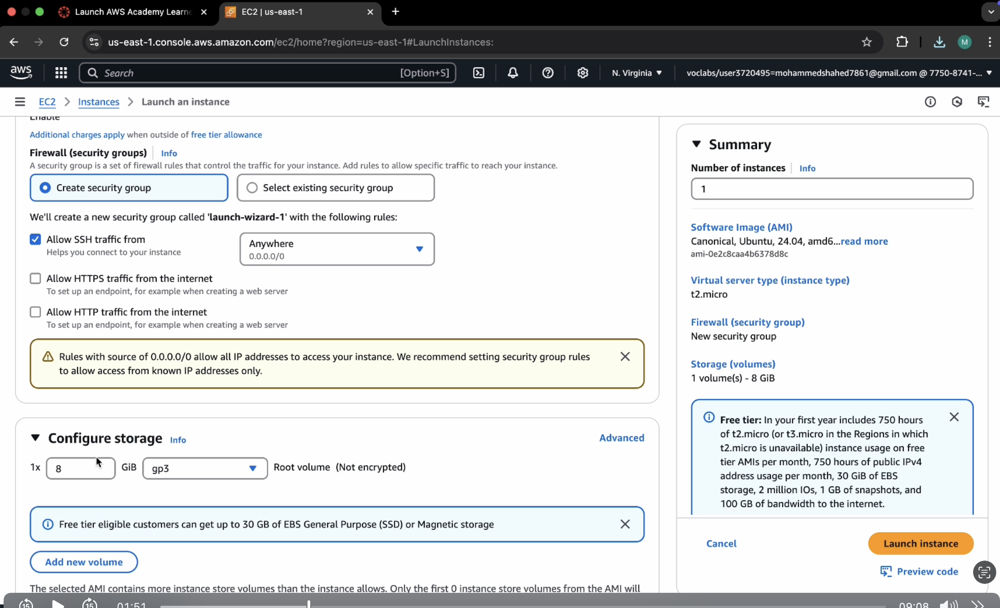 Launch AWS Academy Learne
EC2 | us-east-1
us-east-1.console.aws.amazon.com/ec2/home?region=us-east-1#LaunchInstances:
M
aws
Search
[Option+S]
N. Virginia
voclabs/user3720495=mohammedshahed7861@gmail.com @ 7750-8741-...
EC2 > Instances > Launch an instance
Enable
Additional charges apply when outside of free tier allowance
Firewall (security groups) Info
A security group is a set of firewall rules that control the traffic for your instance. Add rules to allow specific traffic to reach your instance.
Create security group
Select existing security group
We'll create a new security group called 'launch-wizard-1' with the following rules:
Allow SSH traffic from
Helps you connect to your instance
Anywhere
0.0.0.0/0
Allow HTTPS traffic from the internet
To set up an endpoint, for example when creating a web server
Allow HTTP traffic from the internet
To set up an endpoint, for example when creating a web server
Rules with source of 0.0.0.0/0 allow all IP addresses to access your instance. We recommend setting security group rules
to allow access from known IP addresses only.
Configure storage Info
Advanced
1x 8 GiB gp3 Root volume (Not encrypted)
Free tier eligible customers can get up to 30 GB of EBS General Purpose (SSD) or Magnetic storage
Add new volume
The selected AMI contains more instance store volumes than the instance allows. Only the first 0 instance store volumes from the AMI will
Summary
Number of instances Info
1
Software Image (AMI)
Canonical, Ubuntu, 24.04, amd6...read more
ami-0e2c8caa4b6378d8c
Virtual server type (instance type)
t2.micro
Firewall (security group)
New security group
Storage (volumes)
1 volume(s) - 8 GiB
Free tier: In your first year includes 750 hours
of t2.micro (or t3.micro in the Regions in which
t2.micro is unavailable) instance usage on free
tier AMIs per month, 750 hours of public IPv4
address usage per month, 30 GiB of EBS
storage, 2 million IOs, 1 GB of snapshots, and
100 GB of bandwidth to the internet.
Cancel
Launch instance
Preview code
15
15
01:51
09:08